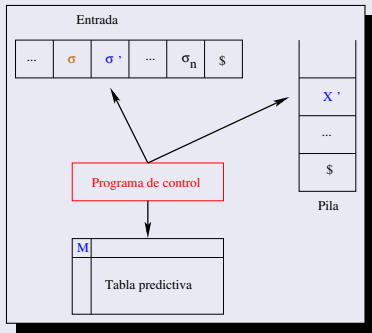 Entrada
... σ σ ' ... σn $
X '
...
$
Programa de control
Pila
M
Tabla predictiva